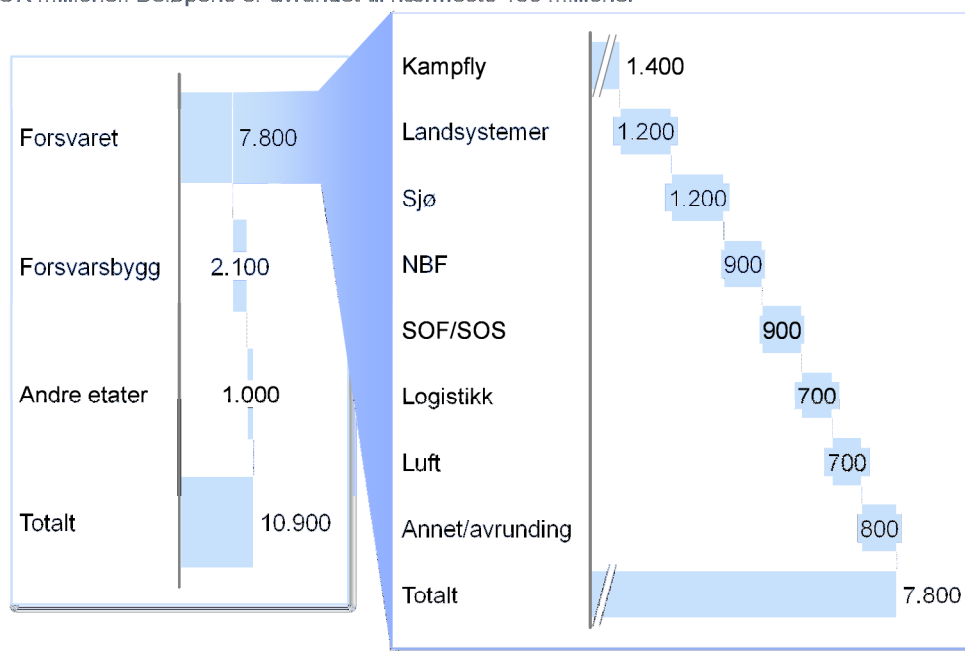 Forsvaret 7.800
Forsvarsbygg 2.100
Andre etater 1.000
Totalt 10.900
Kampfly 1.400
Landsystemer 1.200
Sjø 1.200
NBF 900
SOF/SOS 900
Logistikk 700
Luft 700
Annet/avrunding 800
Totalt 7.800